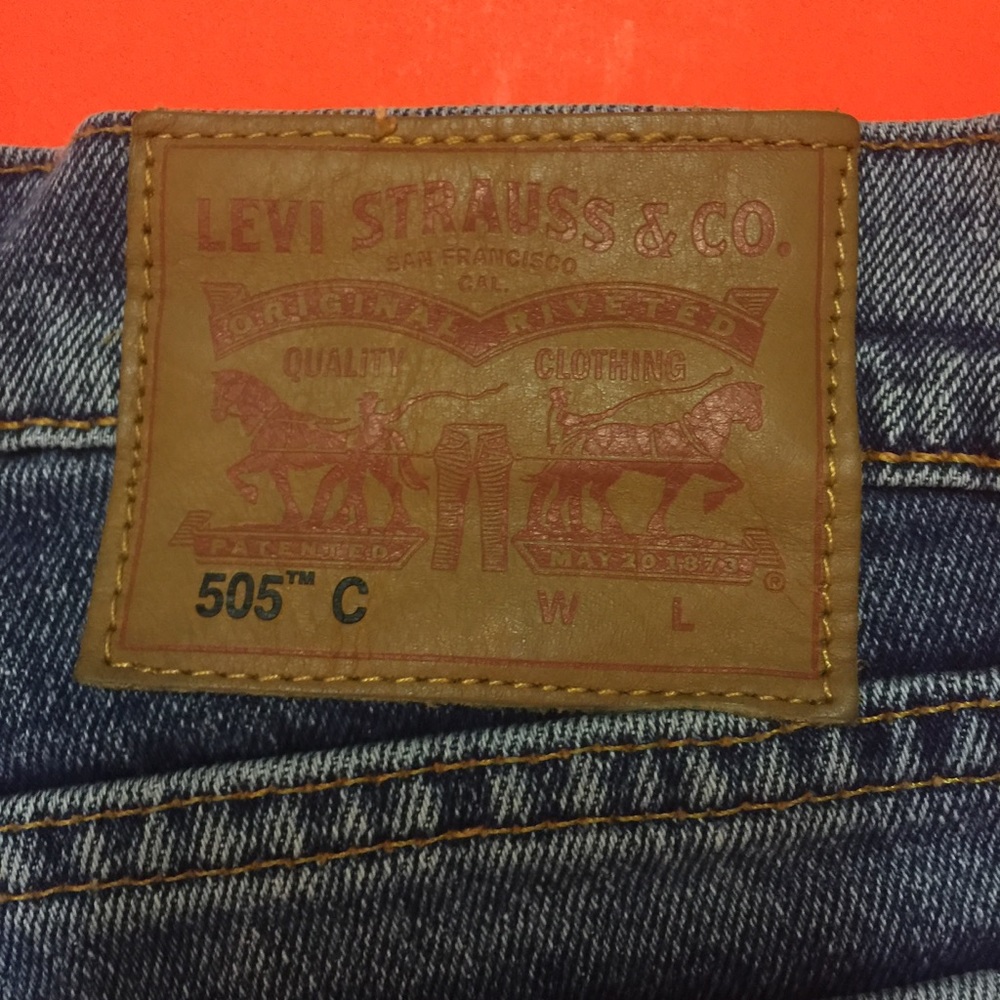 LEVI STRAUSS & CO.
SAN FRANCISCO
CAL.
ORIGINAL RIVETED
QUALITY CLOTHING
PATENTED MAY 20 1873 ®
505™ C W L